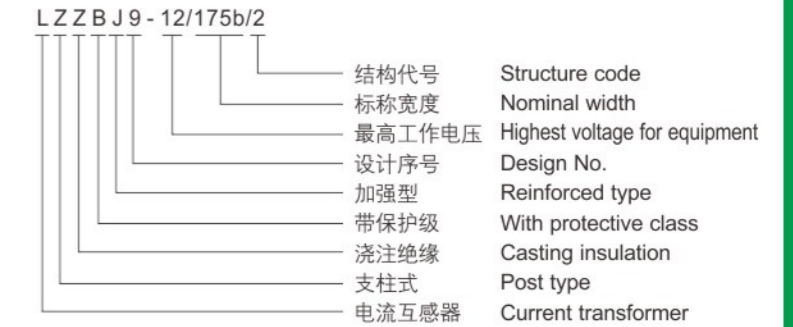 LZZBJ9-12/175b/2
结构代号 Structure code
标称宽度 Nominal width
最高工作电压 Highest voltage for equipment
设计序号 Design No.
加强型 Reinforced type
带保护级 With protective class
浇注绝缘 Casting insulation
支柱式 Post type
电流互感器 Current transformer